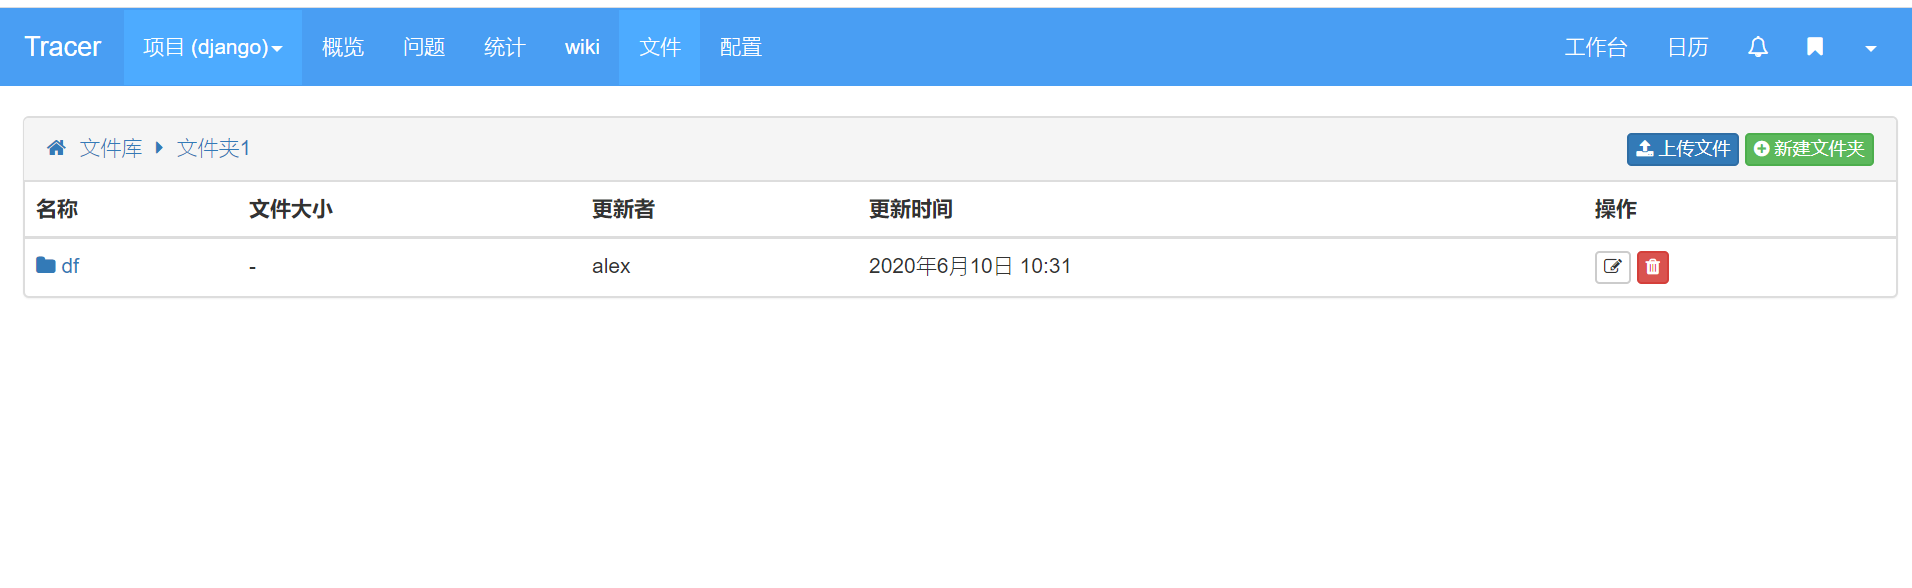 Tracer 项目 (django) 概览 问题 统计 wiki 文件 配置 工作台 日历
文件库 文件夹1 上传文件 新建文件夹
名称 文件大小 更新者 更新时间 操作
df - alex 2020年6月10日 10:31